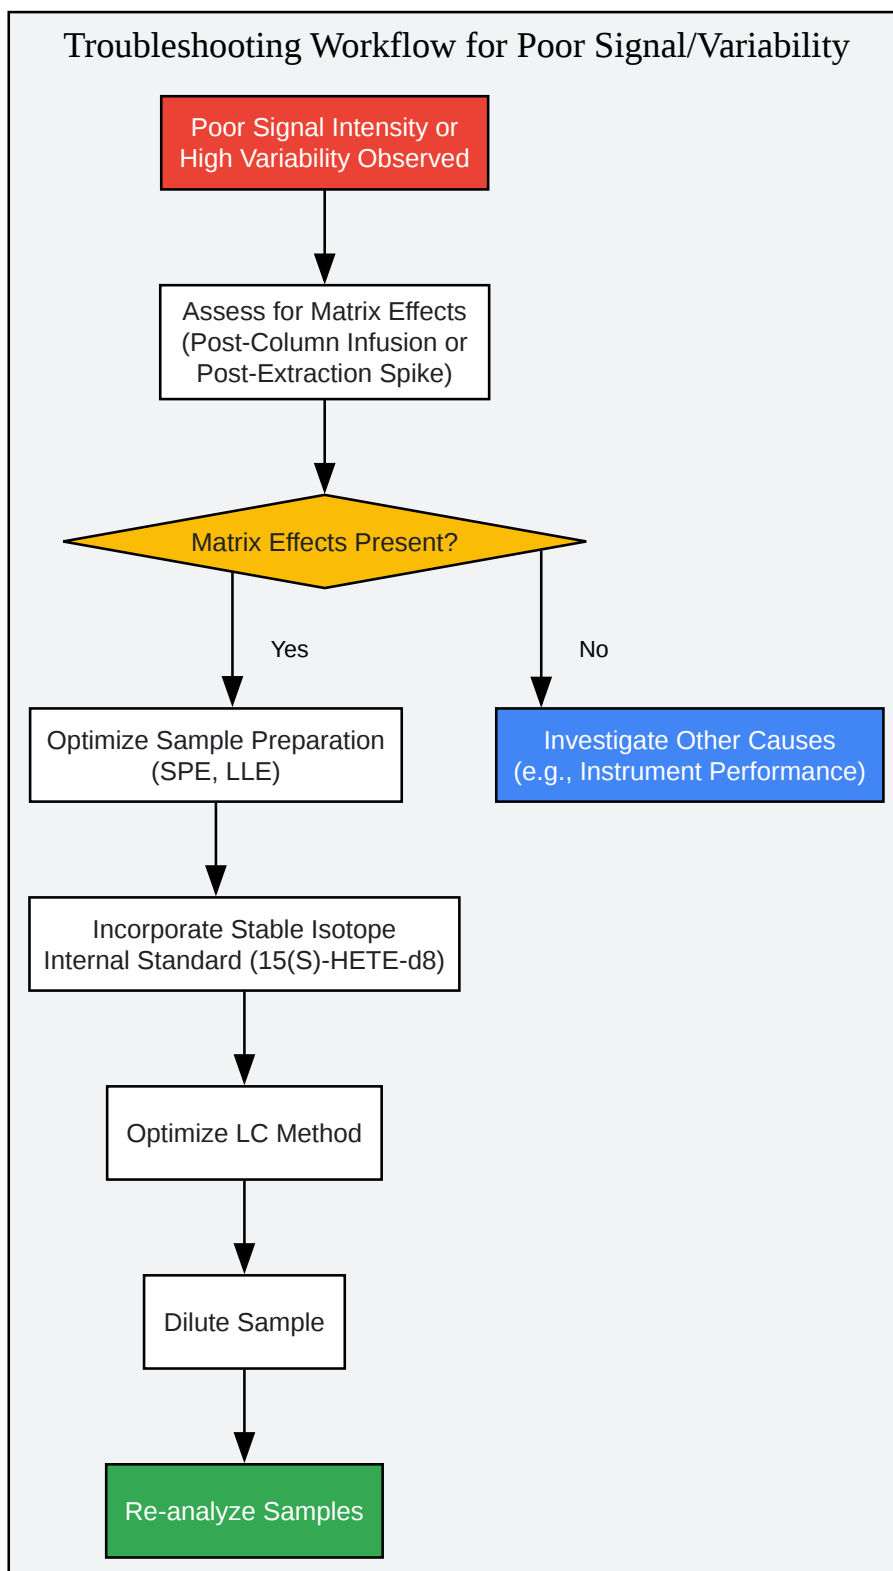 Troubleshooting Workflow for Poor Signal/Variability
Poor Signal Intensity or
High Variability Observed
Assess for Matrix Effects
(Post-Column Infusion or
Post-Extraction Spike)
Matrix Effects Present?
Yes
No
Optimize Sample Preparation
(SPE, LLE)
Investigate Other Causes
(e.g., Instrument Performance)
Incorporate Stable Isotope
Internal Standard (15(S)-HETE-d8)
Optimize LC Method
Dilute Sample
Re-analyze Samples